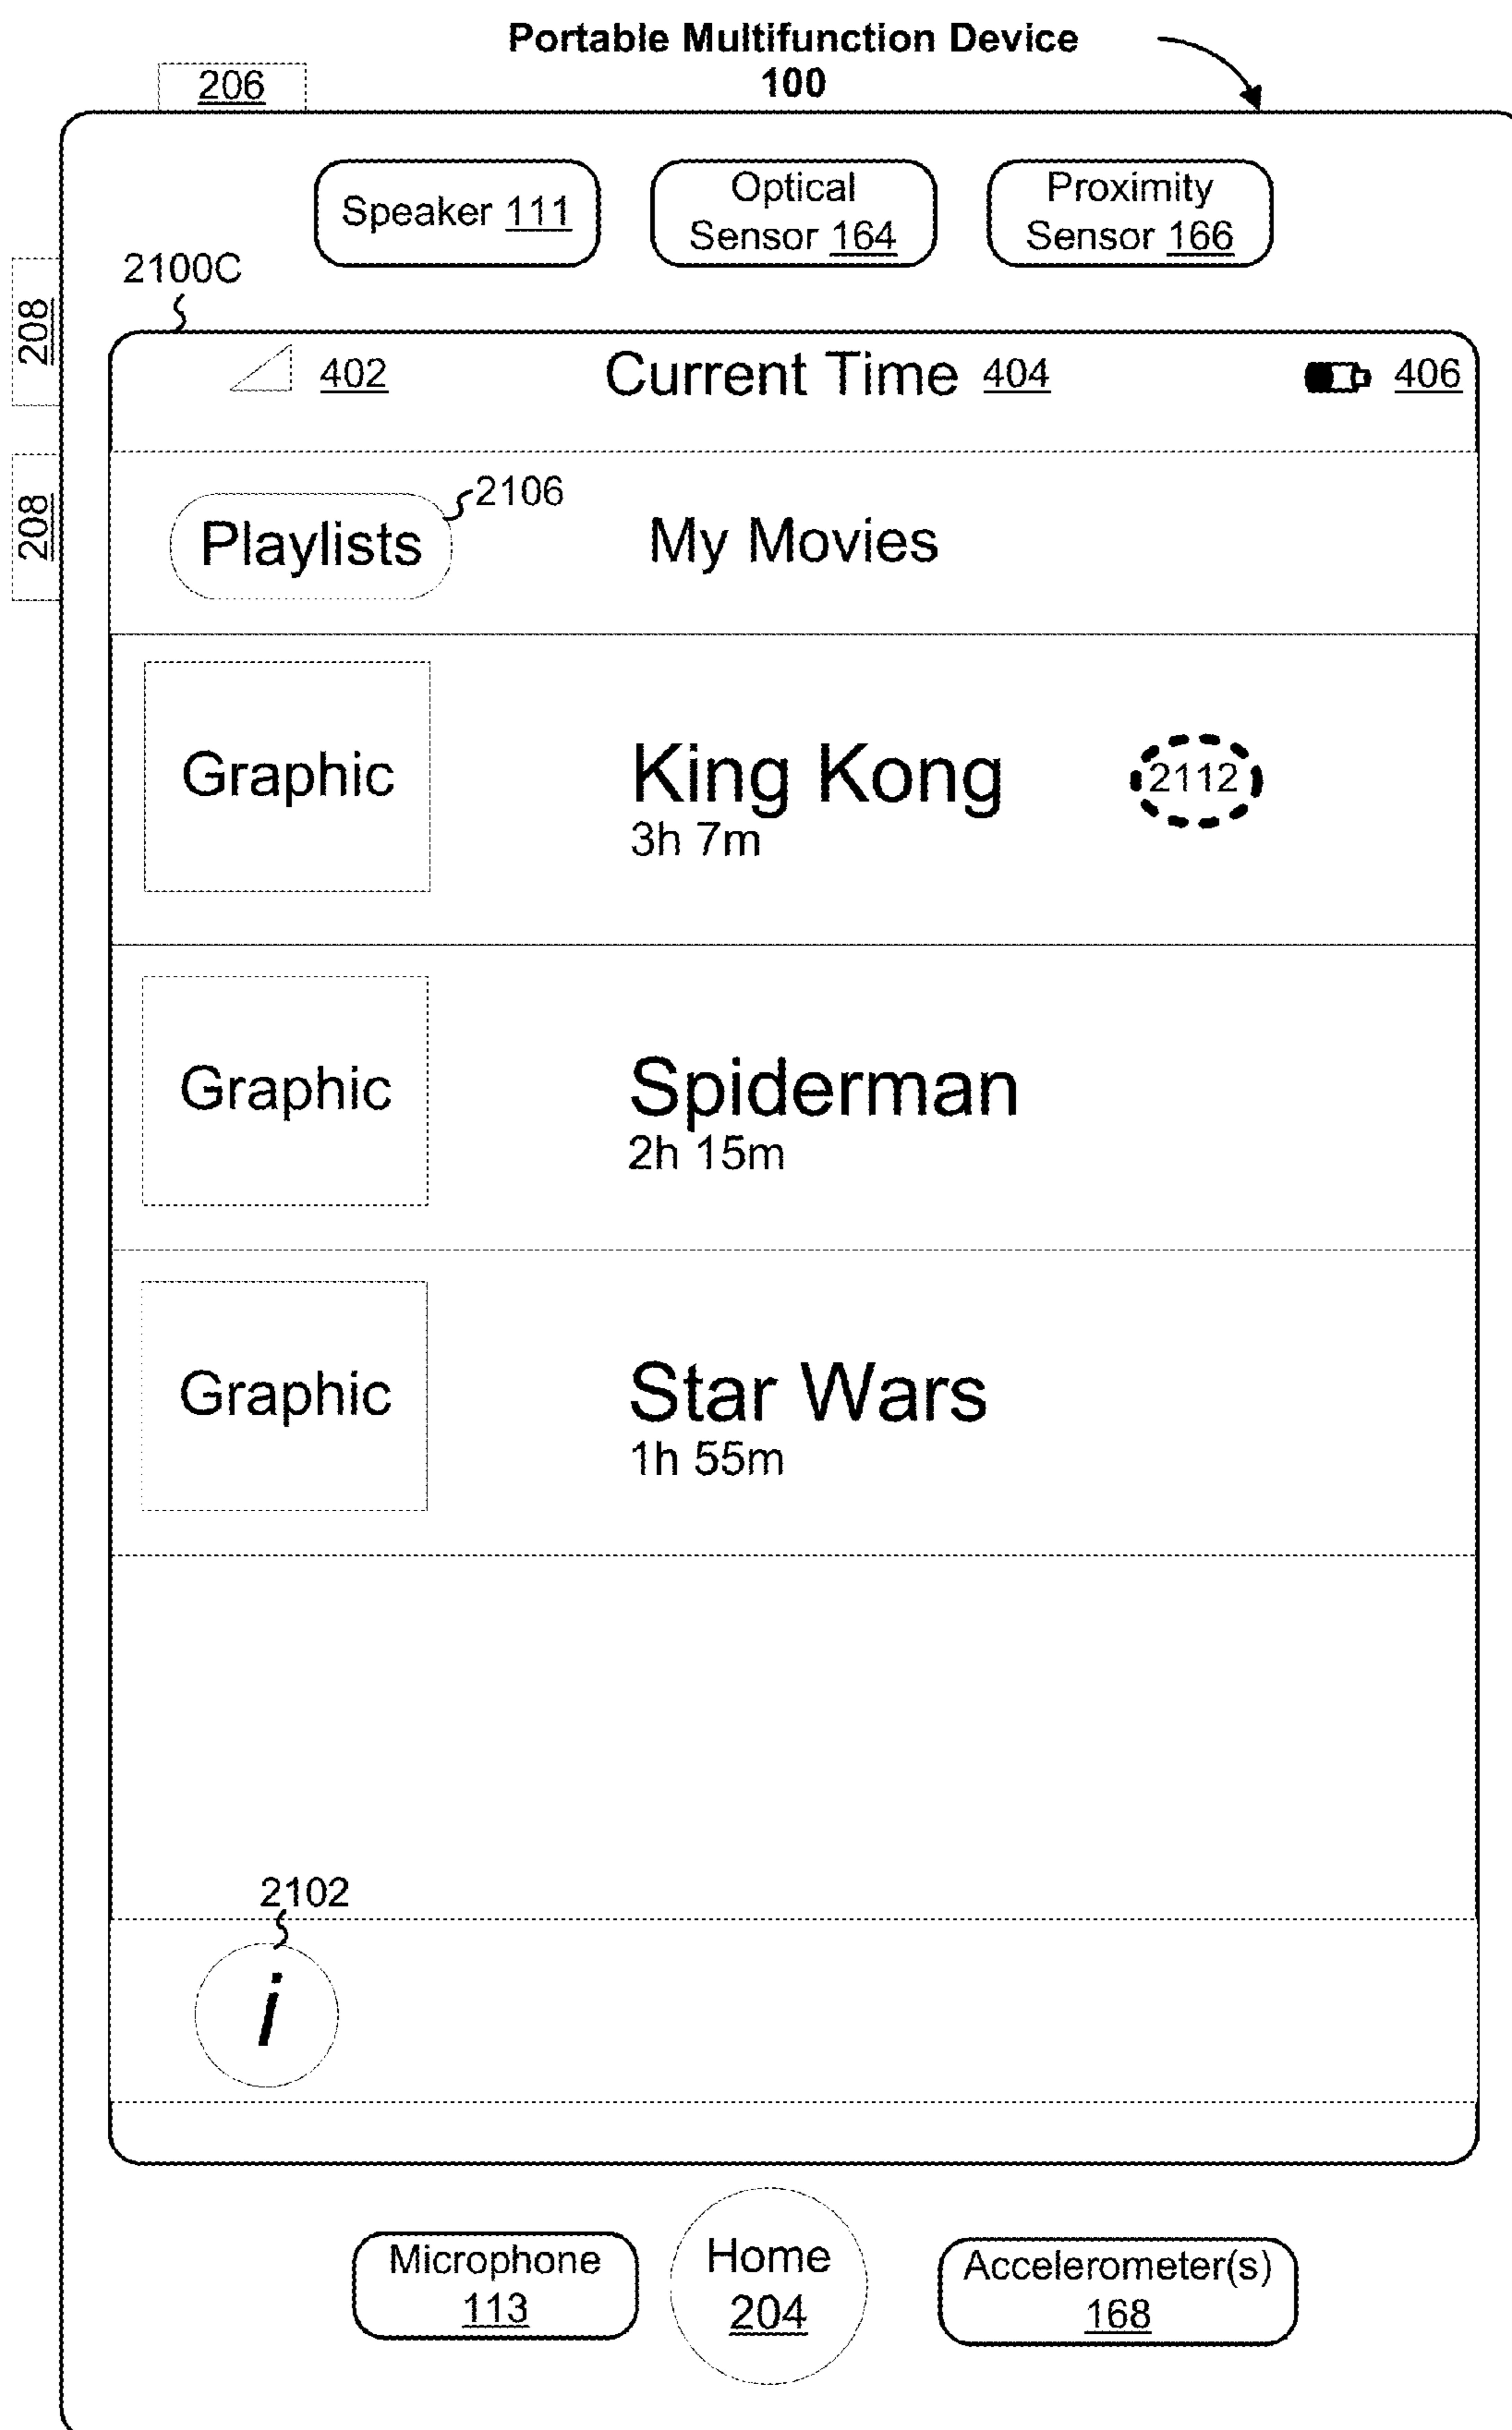 Portable Multifunction Device
100
206
Speaker 111
Optical
Sensor 164
Proximity
Sensor 166
2100C
208
402
Current Time 404
406
208
Playlists
2106
My Movies
Graphic
King Kong
3h 7m
2112
Graphic
Spiderman
2h 15m
Graphic
Star Wars
1h 55m
2102
i
Microphone
113
Home
204
Accelerometer(s)
168